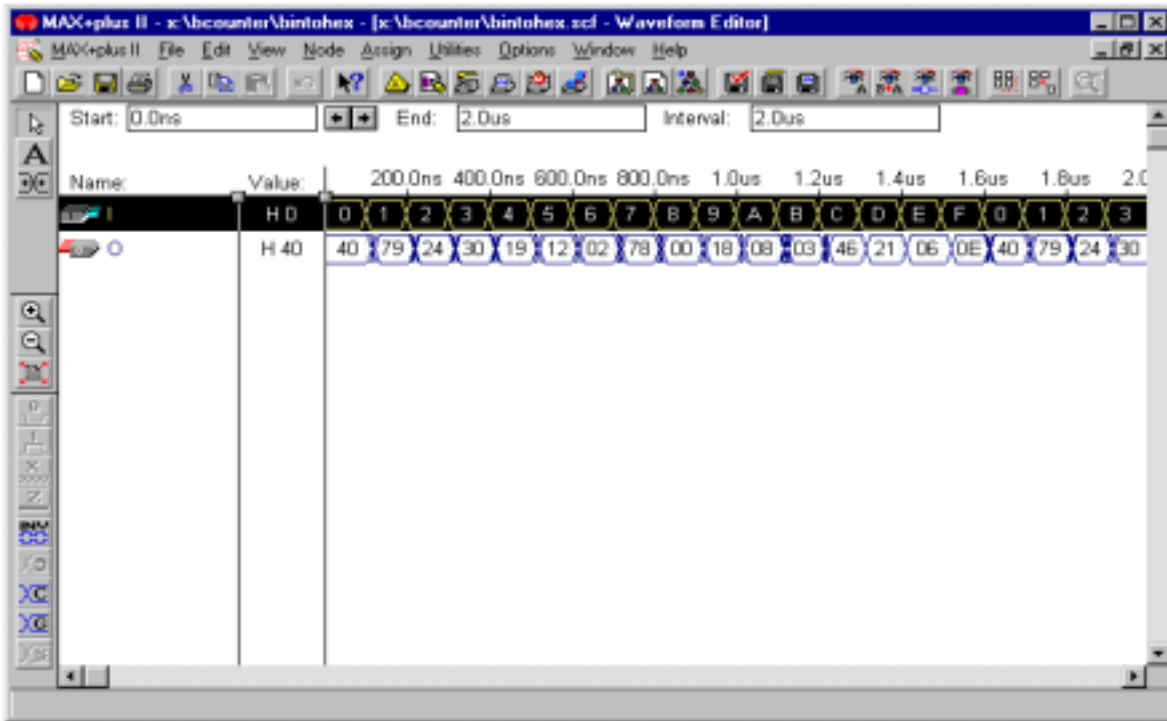 MAX+plus II - x:\bcounter\bintohex - [x:\bcounter\bintohex.scf - Waveform Editor]
MAX+plus II File Edit View Node Assign Utilities Options Window Help
Start: 0.0ns End: 2.0us Interval: 2.0us
Name: Value: 200.0ns 400.0ns 600.0ns 800.0ns 1.0us 1.2us 1.4us 1.6us 1.8us 2.0
I H 0 0 1 2 3 4 5 6 7 8 9 A B C D E F 0 1 2 3
O H 40 40 79 24 30 19 12 02 78 00 18 08 03 46 21 06 0E 40 79 24 30
A
INV
C
G